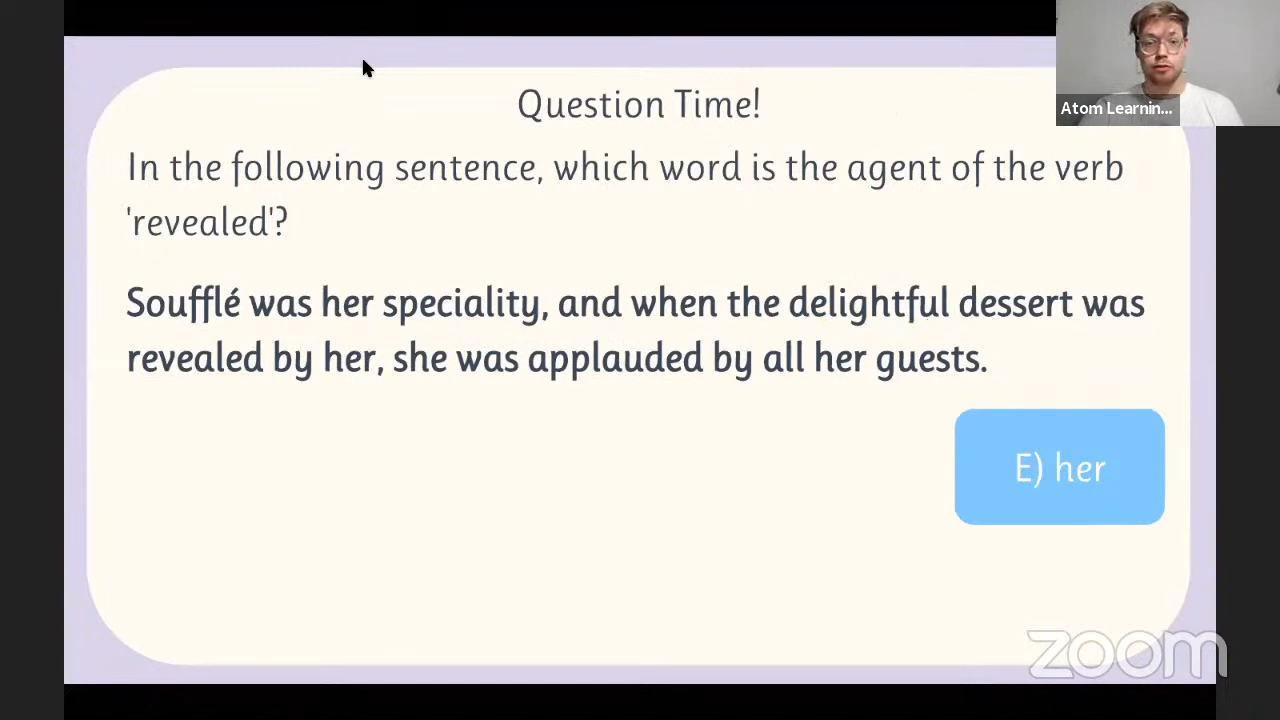 Question Time!
Atom Learnin...
In the following sentence, which word is the agent of the verb
'revealed'?
Soufflé was her speciality, and when the delightful dessert was
revealed by her, she was applauded by all her guests.
E) her
zoom